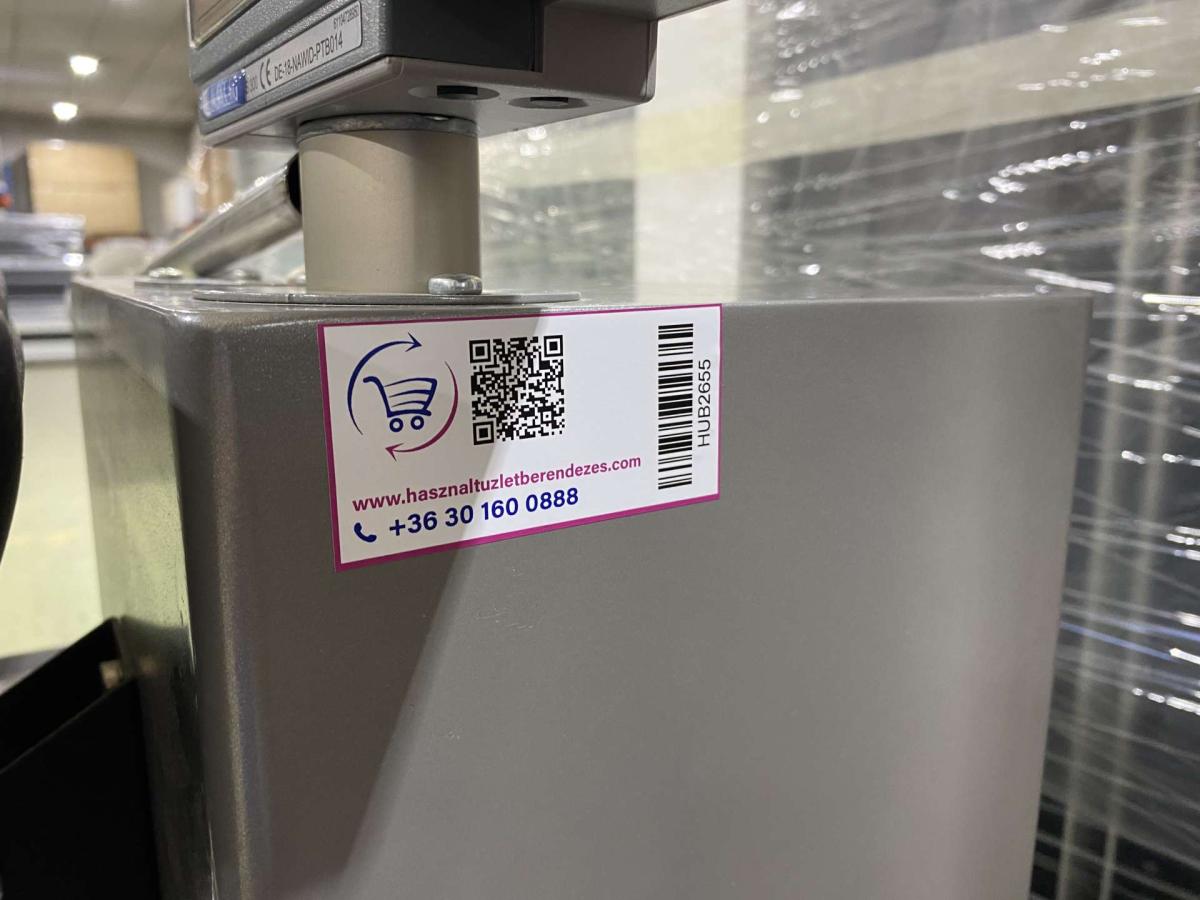 DE-18-NAWID-PTB014
www.hasznaltuzletberendezes.com
+36 30 160 0888
HUB2655